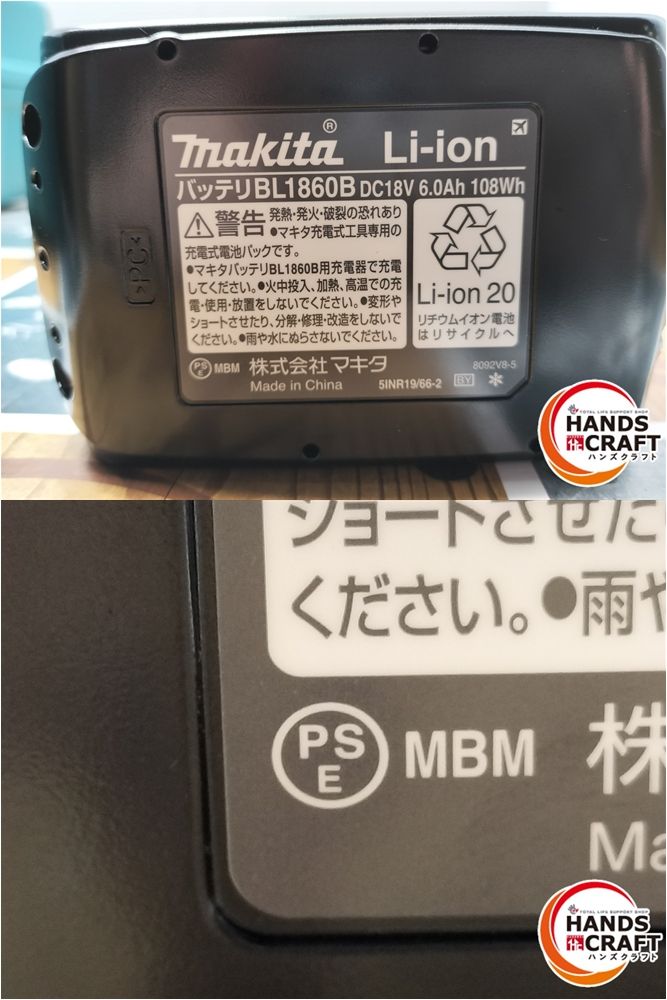 makita® Li-ion
バッテリBL1860B DC18V 6.0Ah 108Wh
警告 発熱・発火・破裂の恐れあり
●マキタ充電式工具専用の
充電式電池パックです。
●マキタバッテリBL1860B用充電器で充電
してください。●火中投入、加熱、高温での充
電・使用・放置をしないでください。●変形や
ショートさせたり、分解・修理・改造をしないで
ください。●雨や水にぬらさないでください。
Li-ion 20
リチウムイオン電池
はリサイクルへ
PSE MBM 株式会社マキタ
Made in China
5INR19/66-2
8092V8-5
BY
>PC<
TOTAL LIFE SUPPORT SHOP
HANDS
CRAFT
ハンズクラフト
ショートさせた
ください。●雨や
PSE MBM 株
Ma
TOTAL LIFE SUPPORT SHOP
HANDS
CRAFT
ハンズクラフト